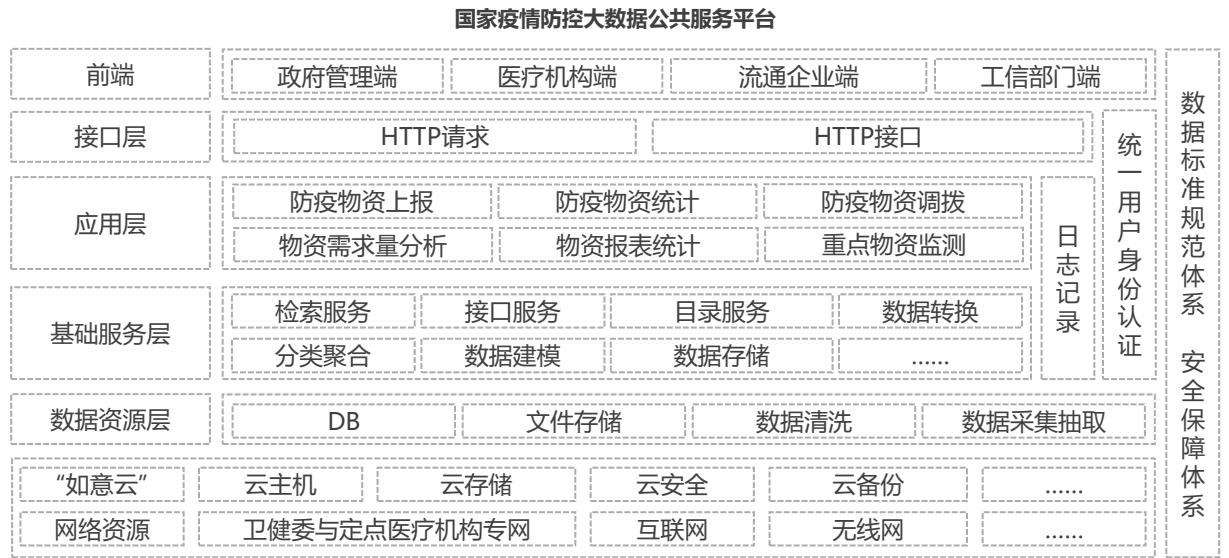 国家疫情防控大数据公共服务平台
前端
政府管理端
医疗机构端
流通企业端
工信部门端
接口层
HTTP请求
HTTP接口
应用层
防疫物资上报
防疫物资统计
防疫物资调拨
物资需求量分析
物资报表统计
重点物资监测
基础服务层
检索服务
接口服务
目录服务
数据转换
分类聚合
数据建模
数据存储
......
日志记录
统一用户身份认证
数据资源层
DB
文件存储
数据清洗
数据采集抽取
“如意云”
云主机
云存储
云安全
云备份
......
网络资源
卫健委与定点医疗机构专网
互联网
无线网
......
数据标准规范体系
安全保障体系